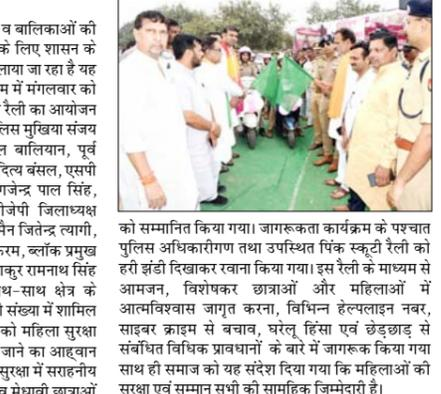 व बालिकाओं की
के लिए शासन के
लाया जा रहा है यह
म में मंगलवार को
रैली का आयोजन
लिस मुखिया संजय
ल बालियान, पूर्व
दित्य बंसल, एसपी
गजेन्द्र पाल सिंह,
ीजेपी जिलाध्यक्ष
मैन जितेन्द्र त्यागी,
करम, ब्लॉक प्रमुख
ाकुर रामनाथ सिंह
थ-साथ क्षेत्र के
ी संख्या में शामिल
को महिला सुरक्षा
जाने का आह्वान
सुरक्षा में सराहनीय
व मेधावी छात्राओं
को सम्मानित किया गया। जागरूकता कार्यक्रम के पश्चात
पुलिस अधिकारीगण तथा उपस्थित पिंक स्कूटी रैली को
हरी झंडी दिखाकर रवाना किया गया। इस रैली के माध्यम से
आमजन, विशेषकर छात्राओं और महिलाओं में
आत्मविश्वास जागृत करना, विभिन्न हेल्पलाइन नबर,
साइबर क्राइम से बचाव, घरेलू हिंसा एवं छेड़छाड़ से
संबंधित विधिक प्रावधानों के बारे में जागरूक किया गया
साथ ही समाज को यह संदेश दिया गया कि महिलाओं की
सुरक्षा एवं सम्मान सभी की सामूहिक जिम्मेदारी है।